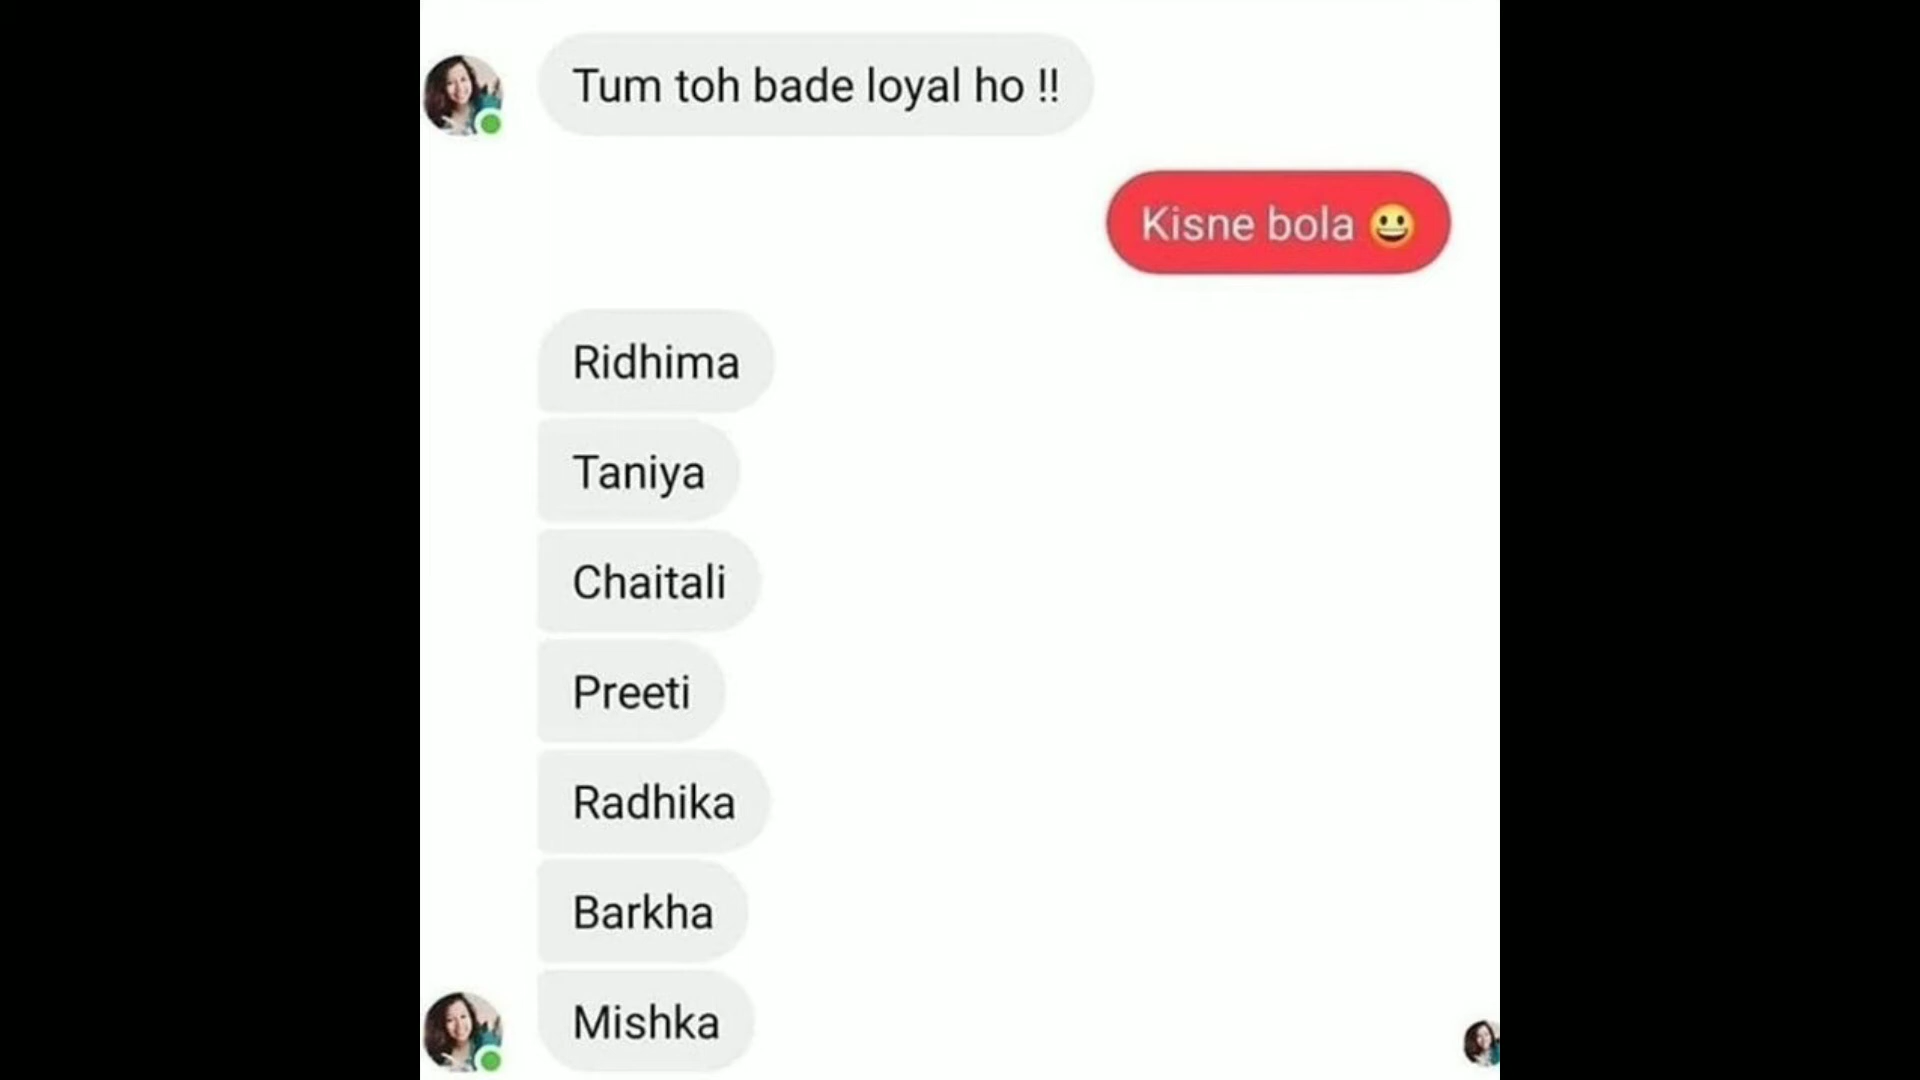 Tum toh bade loyal ho !!
Kisne bola 😀
Ridhima
Taniya
Chaitali
Preeti
Radhika
Barkha
Mishka